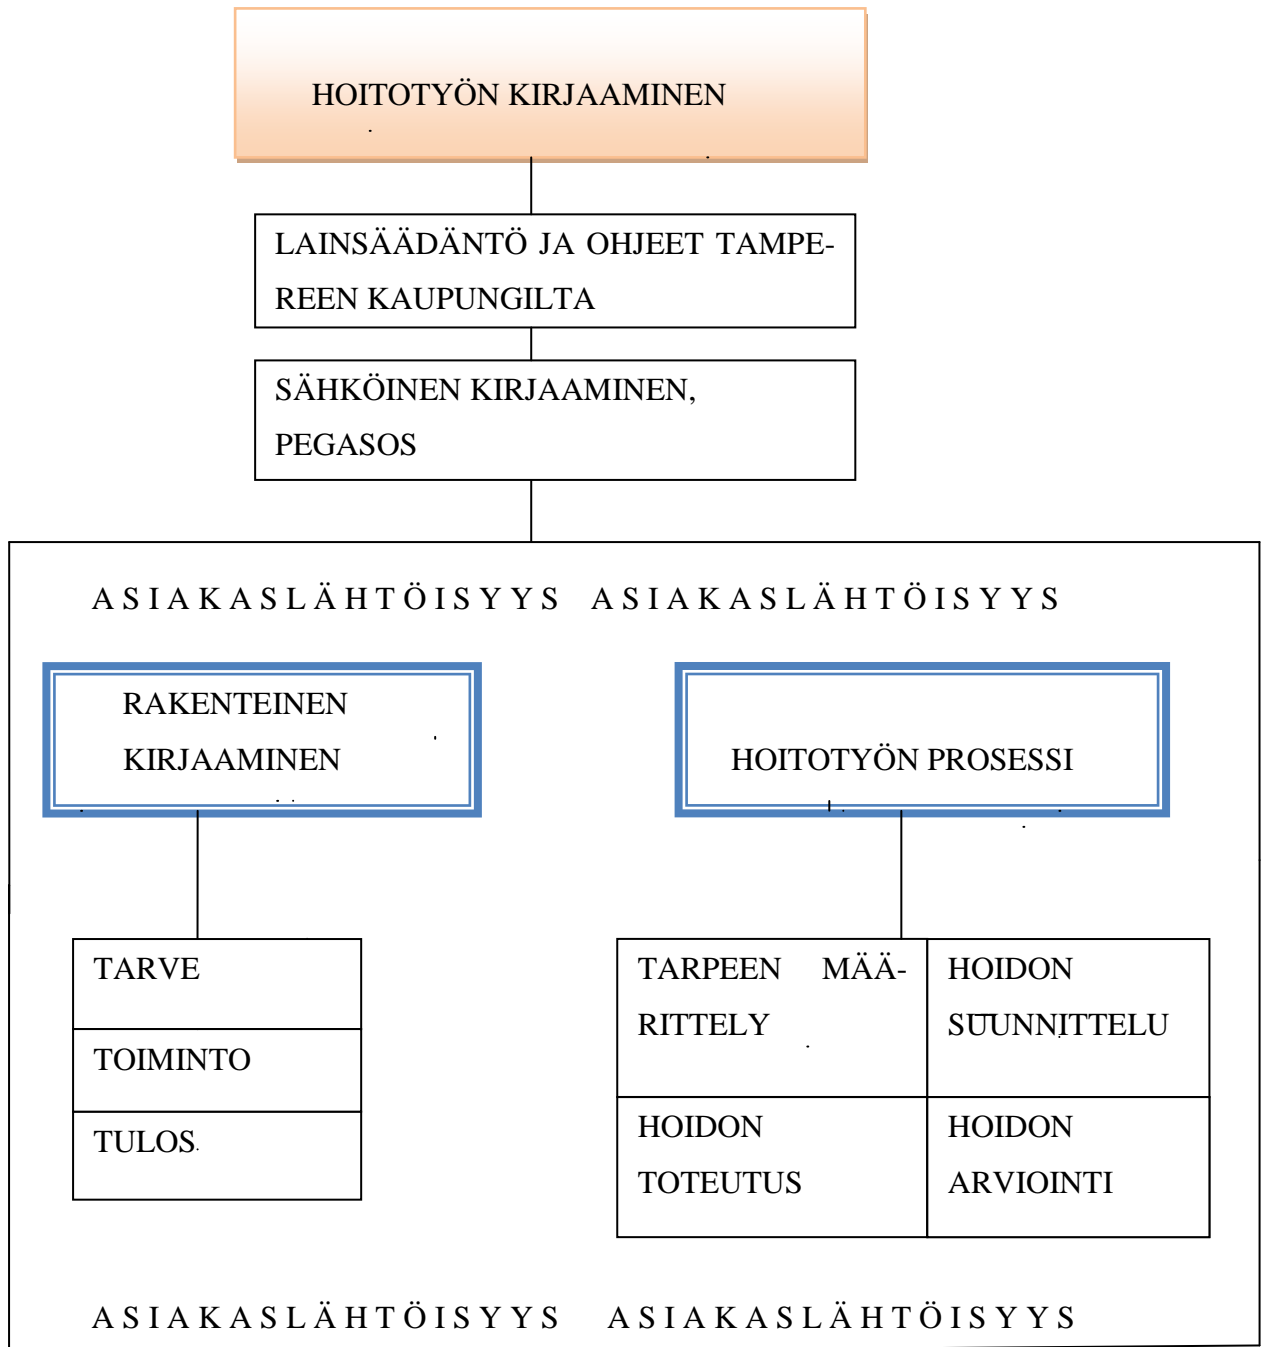 HOITOTYÖN KIRJAAMINEN
LAINSÄÄDÄNTÖ JA OHJEET TAMPE-
REEN KAUPUNGILTA
SÄHKÖINEN KIRJAAMINEN,
PEGASOS
A S I A K A S L Ä H T Ö I S Y Y S A S I A K A S L Ä H T Ö I S Y Y S
RAKENTEINEN
KIRJAAMINEN
HOITOTYÖN PROSESSI
TARVE
TOIMINTO
TULOS
TARPEEN MÄÄ-
RITTELY
HOIDON
SUUNNITTELU
HOIDON
TOTEUTUS
HOIDON
ARVIOINTI
A S I A K A S L Ä H T Ö I S Y Y S A S I A K A S L Ä H T Ö I S Y Y S